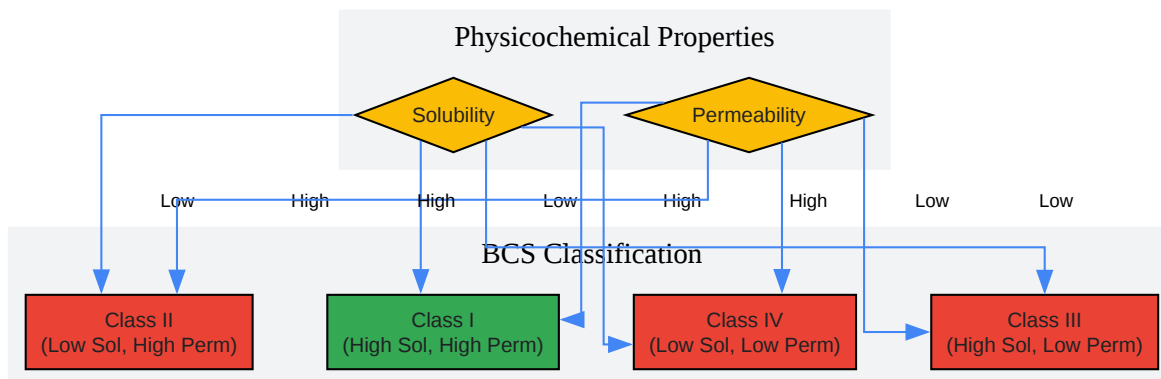 Physicochemical Properties
Solubility
Permeability
Low
High
High
Low
High
High
Low
Low
BCS Classification
Class II
(Low Sol, High Perm)
Class I
(High Sol, High Perm)
Class IV
(Low Sol, Low Perm)
Class III
(High Sol, Low Perm)